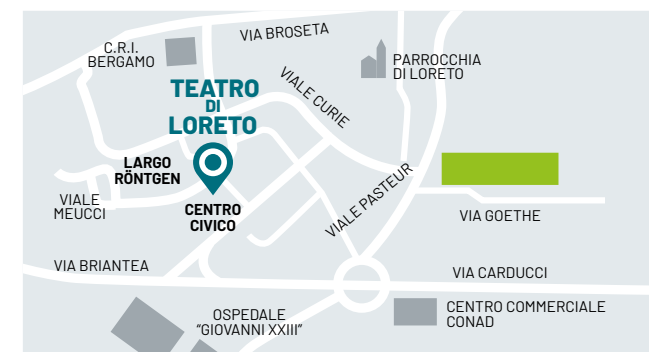 VIA BROSETA
C.R.I.
BERGAMO
PARROCCHIA
DI LORETO
VIALE CURIE
TEATRO
DI
LORETO
LARGO
RÖNTGEN
VIALE
MEUCCI
CENTRO
CIVICO
VIALE PASTEUR
VIA GOETHE
VIA BRIANTEA
VIA CARDUCCI
CENTRO COMMERCIALE
CONAD
OSPEDALE
“GIOVANNI XXIII”